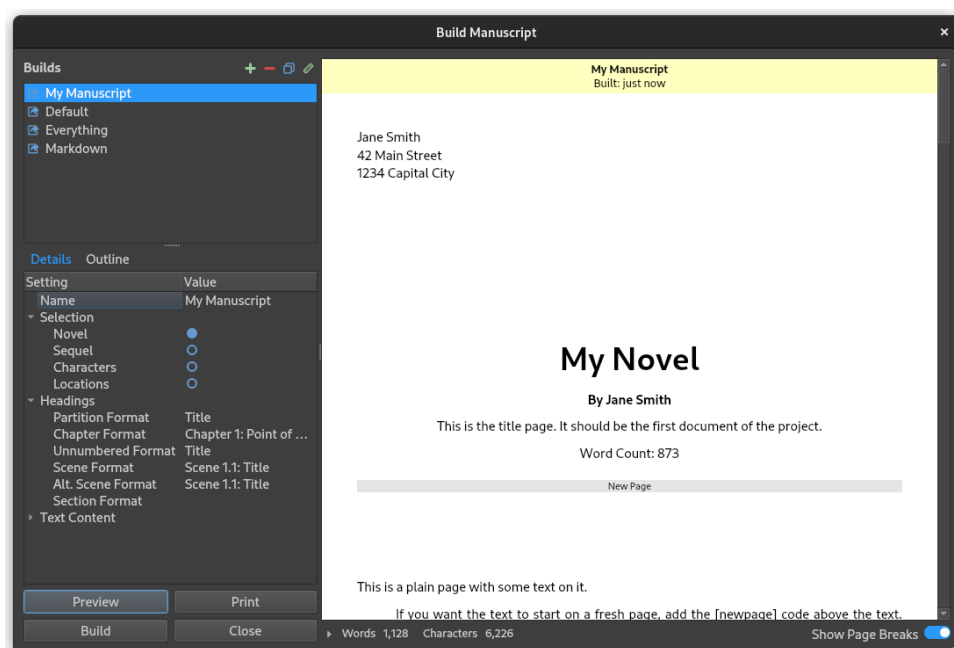 Build Manuscript
Builds
My Manuscript
Default
Everything
Markdown
Details Outline
Setting Value
Name My Manuscript
Selection
Novel
Sequel
Characters
Locations
Headings
Partition Format Title
Chapter Format Chapter 1: Point of ...
Unnumbered Format Title
Scene Format Scene 1.1: Title
Alt. Scene Format Scene 1.1: Title
Section Format
Text Content
Preview Print
Build Close
My Manuscript
Built: just now
Jane Smith
42 Main Street
1234 Capital City
My Novel
By Jane Smith
This is the title page. It should be the first document of the project.
Word Count: 873
New Page
This is a plain page with some text on it.
If you want the text to start on a fresh page, add the [newpage] code above the text.
Words 1,128 Characters 6,226
Show Page Breaks